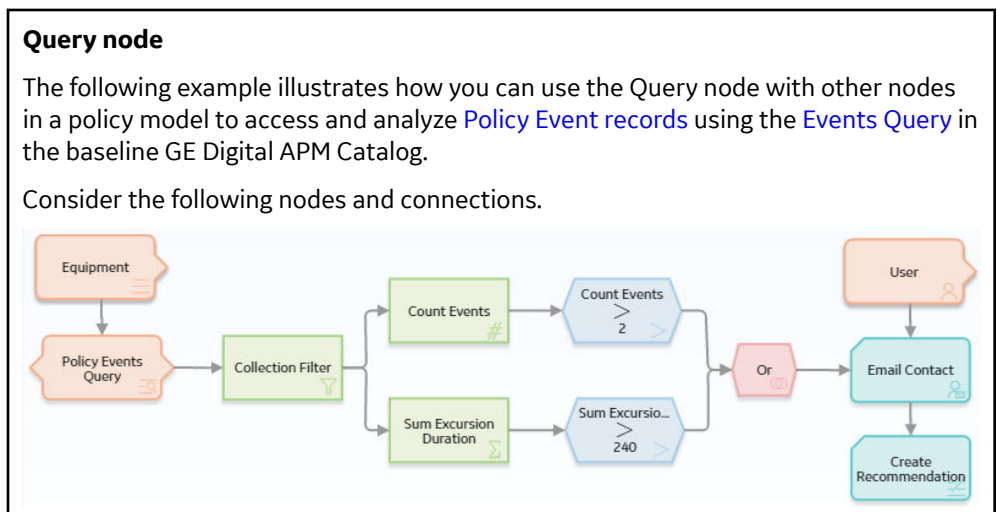 Query node
The following example illustrates how you can use the Query node with other nodes
in a policy model to access and analyze Policy Event records using the Events Query in
the baseline GE Digital APM Catalog.
Consider the following nodes and connections.
Equipment
Policy Events
Query
Collection Filter
Count Events
#
Count Events
>
2
>
Sum Excursion
Duration
Σ
Sum Excursio...
>
240
>
Or
User
Email Contact
Create
Recommendation